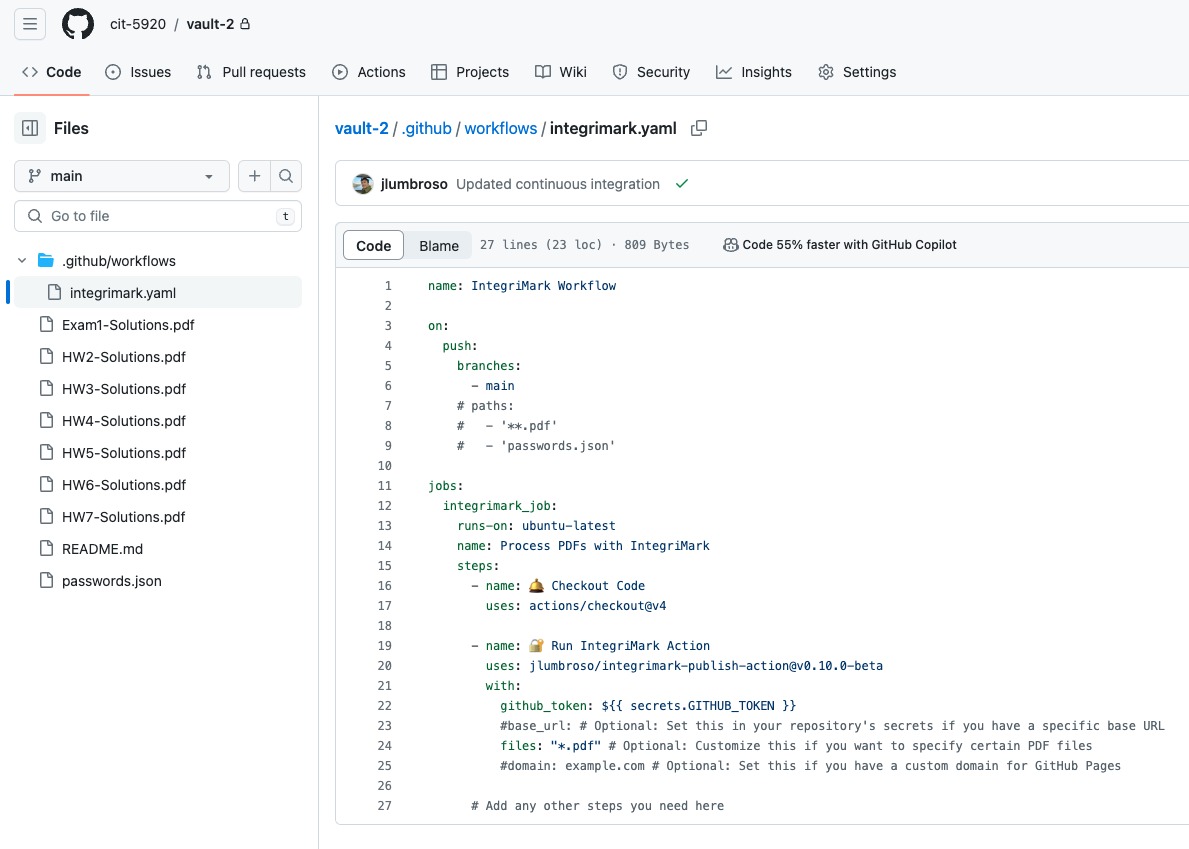 cit-5920 / vault-2
Code Issues Pull requests Actions Projects Wiki Security Insights Settings
Files
main
Go to file t
.github/workflows
integrimark.yaml
Exam1-Solutions.pdf
HW2-Solutions.pdf
HW3-Solutions.pdf
HW4-Solutions.pdf
HW5-Solutions.pdf
HW6-Solutions.pdf
HW7-Solutions.pdf
README.md
passwords.json
vault-2 / .github / workflows / integrimark.yaml
jlumbroso Updated continuous integration
Code Blame 27 lines (23 loc) · 809 Bytes Code 55% faster with GitHub Copilot
1 name: IntegriMark Workflow
2
3 on:
4   push:
5     branches:
6       - main
7     # paths:
8     #   - '**.pdf'
9     #   - 'passwords.json'
10
11 jobs:
12   integrimark_job:
13     runs-on: ubuntu-latest
14     name: Process PDFs with IntegriMark
15     steps:
16       - name: 🛎️ Checkout Code
17         uses: actions/checkout@v4
18
19       - name: 🔐 Run IntegriMark Action
20         uses: jlumbroso/integrimark-publish-action@v0.10.0-beta
21         with:
22           github_token: ${{ secrets.GITHUB_TOKEN }}
23           #base_url: # Optional: Set this in your repository's secrets if you have a specific base URL
24           files: "*.pdf" # Optional: Customize this if you want to specify certain PDF files
25           #domain: example.com # Optional: Set this if you have a custom domain for GitHub Pages
26
27       # Add any other steps you need here